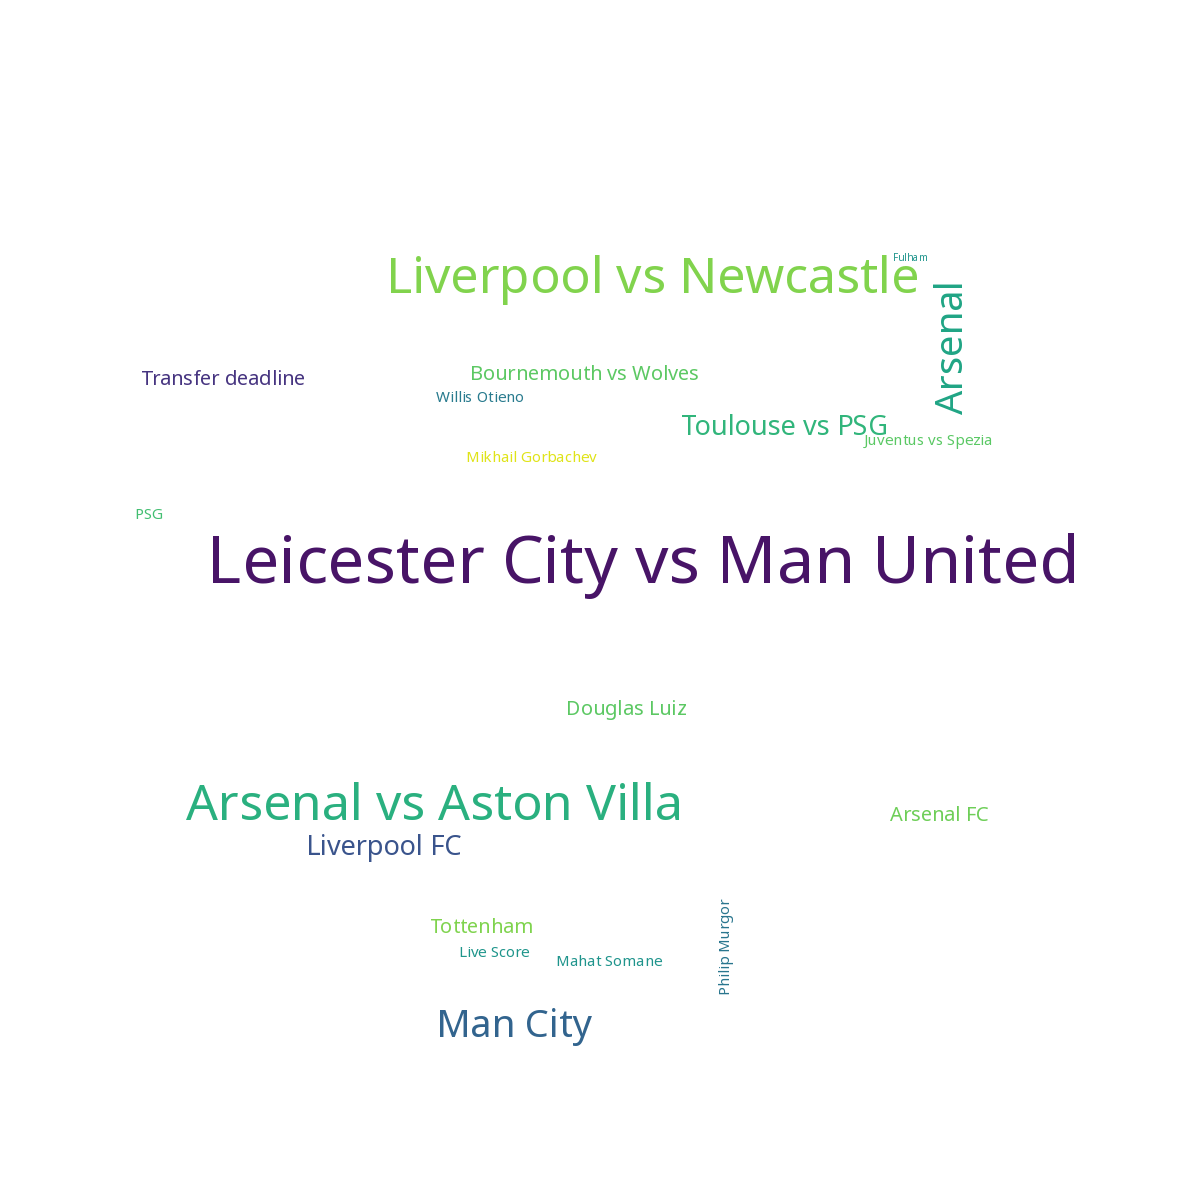 Fulham
Liverpool vs Newcastle
Arsenal
Bournemouth vs Wolves
Transfer deadline
Willis Otieno
Toulouse vs PSG
Juventus vs Spezia
Mikhail Gorbachev
PSG
Leicester City vs Man United
Douglas Luiz
Arsenal vs Aston Villa
Arsenal FC
Liverpool FC
Tottenham
Philip Murgor
Live Score
Mahat Somane
Man City